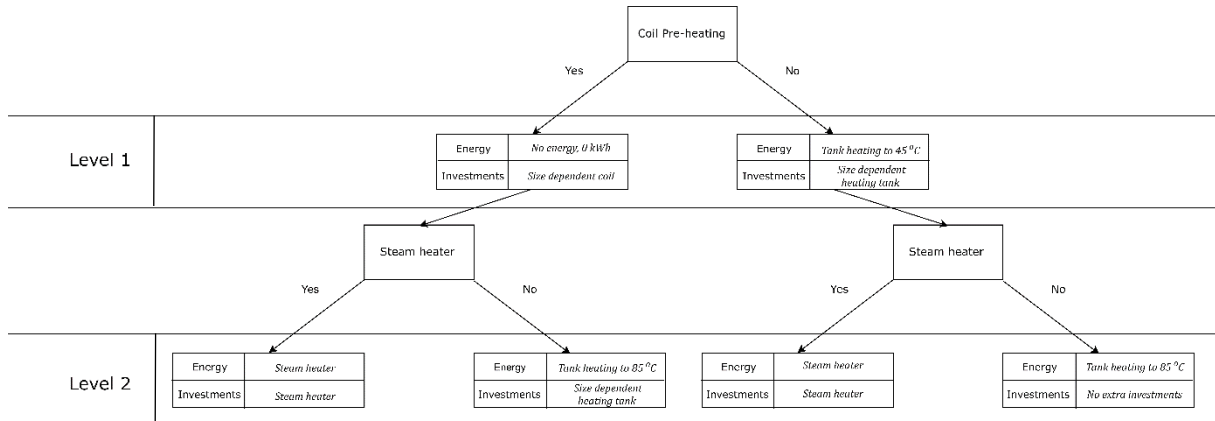 Coil Pre-heating
Yes
No
Level 1
Energy
No energy, 0 kWh
Investments
Size dependent coil
Energy
Tank heating to 45 °C
Investments
Size dependent
heating tank
Steam heater
Steam heater
Yes
No
Yes
No
Level 2
Energy
Steam heater
Investments
Steam heater
Energy
Tank heating to 85 °C
Investments
Size dependent
heating tank
Energy
Steam heater
Investments
Steam heater
Energy
Tank heating to 85 °C
Investments
No extra investments